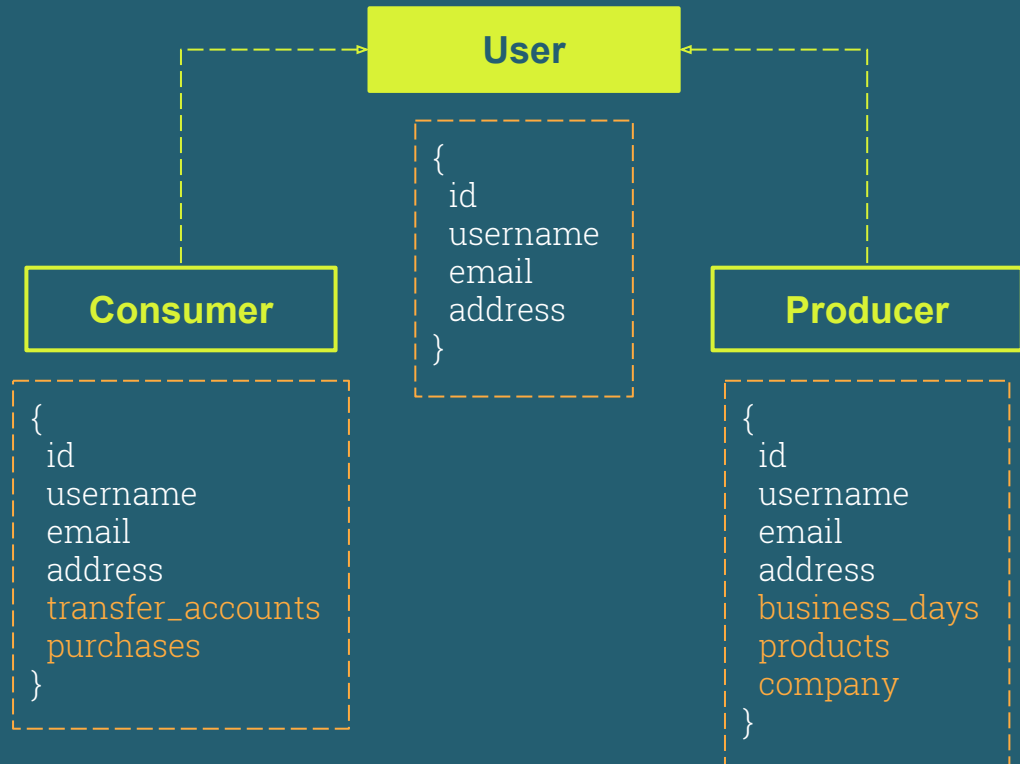 User
{
id
username
email
address
}
Consumer
{
id
username
email
address
transfer_accounts
purchases
}
Producer
{
id
username
email
address
business_days
products
company
}